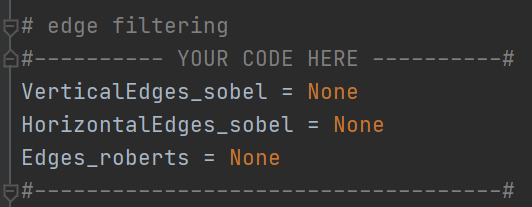 # edge filtering
#---------- YOUR CODE HERE ----------#
VerticalEdges_sobel = None
HorizontalEdges_sobel = None
Edges_roberts = None
#-----------------------------------#